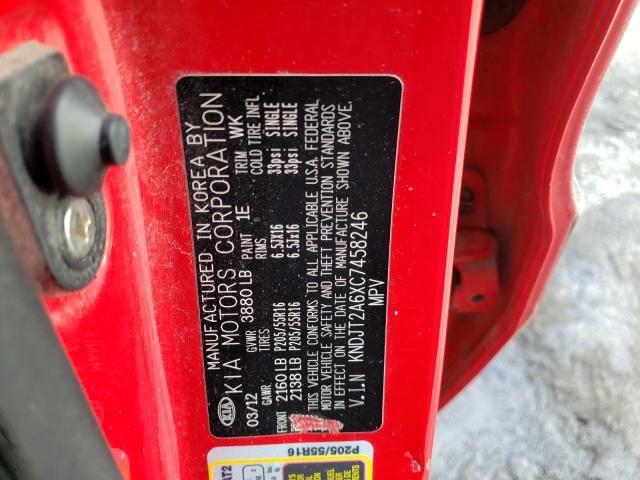 MANUFACTURED IN KOREA BY
KIA KIA MOTORS CORPORATION
03/12 GVWR 3880 LB PAINT 1E TRIM WK
GAWR TIRES RIMS COLD TIRE INFL.
FRONT 2160 LB P205/55R16 6.5JX16 33psi SINGLE
2138 LB P205/55R16 6.5JX16 33psi SINGLE
THIS VEHICLE CONFORMS TO ALL APPLICABLE U.S.A. FEDERAL
MOTOR VEHICLE SAFETY AND THEFT PREVENTION STANDARDS
IN EFFECT ON THE DATE OF MANUFACTURE SHOWN ABOVE.
V.I.N KNDJT2A6XC7458246
MPV
P205/55R16